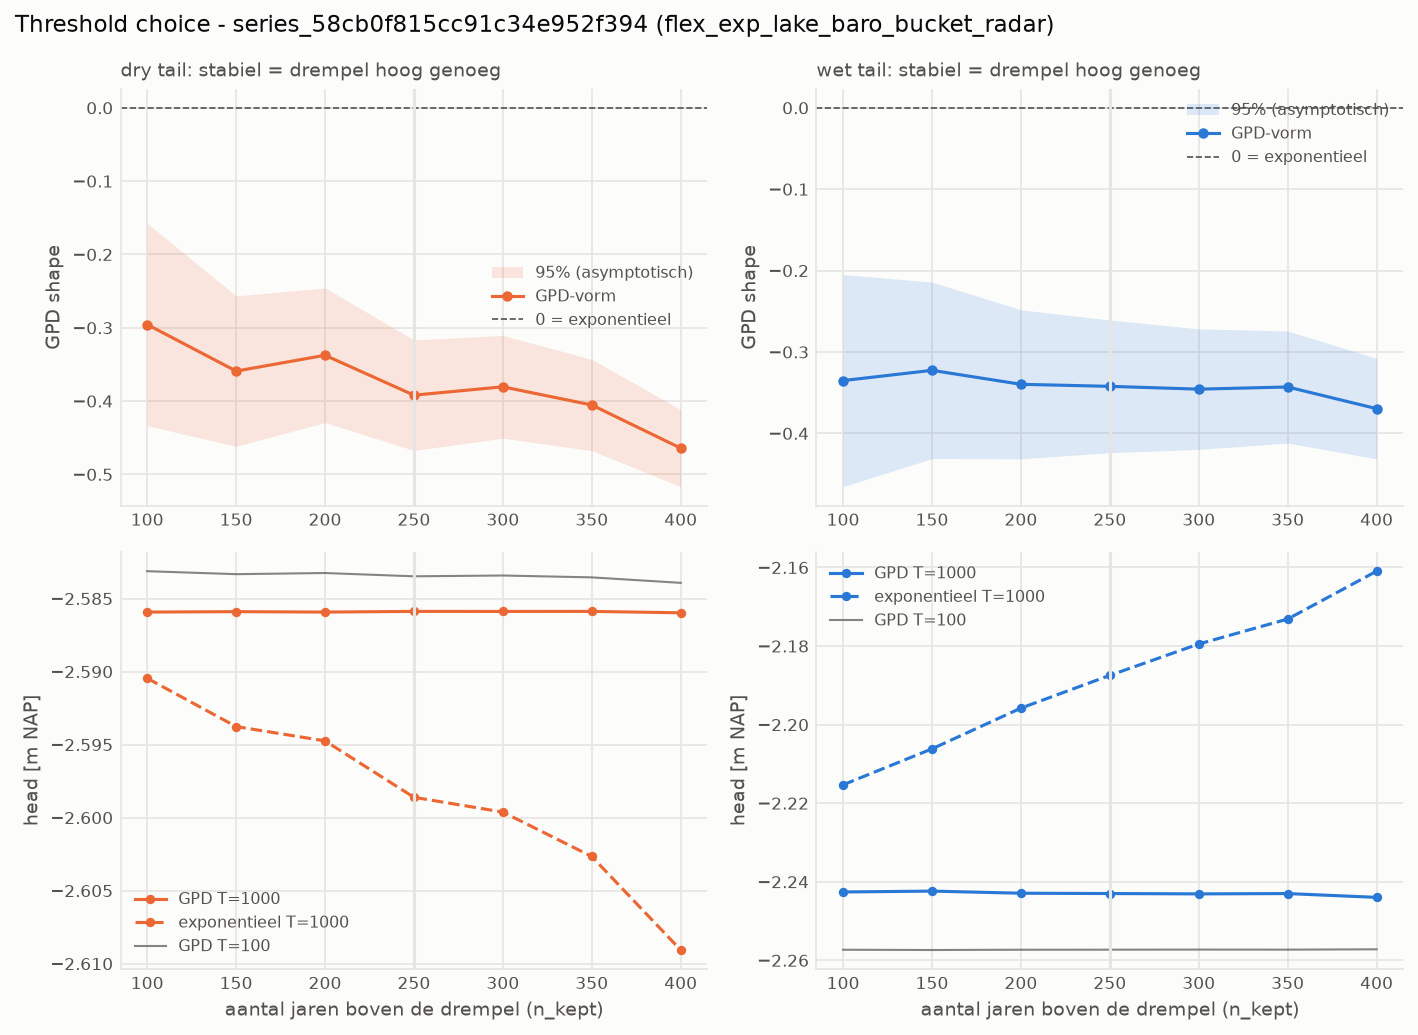 Threshold choice - series_58cb0f815cc91c34e952f394 (flex_exp_lake_baro_bucket_radar)
dry tail: stabiel = drempel hoog genoeg
GPD shape
0.0
−0.1
−0.2
−0.3
−0.4
−0.5
95% (asymptotisch)
GPD-vorm
0 = exponentieel
100 150 200 250 300 350 400
wet tail: stabiel = drempel hoog genoeg
GPD shape
0.0
−0.1
−0.2
−0.3
−0.4
95% (asymptotisch)
GPD-vorm
0 = exponentieel
100 150 200 250 300 350 400
head [m NAP]
−2.585
−2.590
−2.595
−2.600
−2.605
−2.610
GPD T=1000
exponentieel T=1000
GPD T=100
100 150 200 250 300 350 400
aantal jaren boven de drempel (n_kept)
head [m NAP]
−2.16
−2.18
−2.20
−2.22
−2.24
−2.26
GPD T=1000
exponentieel T=1000
GPD T=100
100 150 200 250 300 350 400
aantal jaren boven de drempel (n_kept)